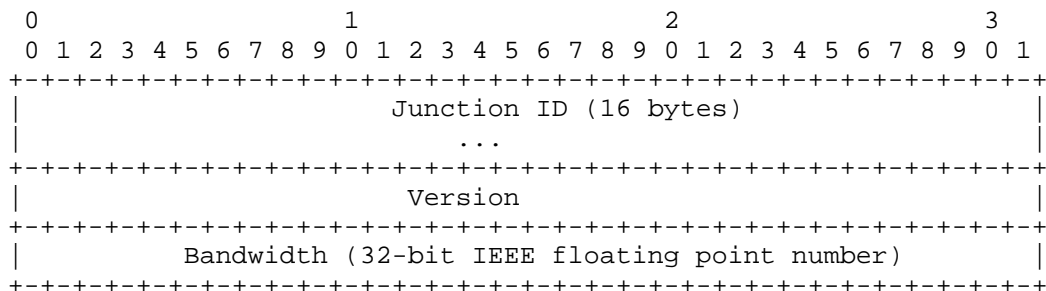 0                   1                   2                   3
 0 1 2 3 4 5 6 7 8 9 0 1 2 3 4 5 6 7 8 9 0 1 2 3 4 5 6 7 8 9 0 1
+-+-+-+-+-+-+-+-+-+-+-+-+-+-+-+-+-+-+-+-+-+-+-+-+-+-+-+-+-+-+-+-+
|                       Junction ID (16 bytes)                  |
|                           ...                                 |
+-+-+-+-+-+-+-+-+-+-+-+-+-+-+-+-+-+-+-+-+-+-+-+-+-+-+-+-+-+-+-+-+
|                        Version                                |
+-+-+-+-+-+-+-+-+-+-+-+-+-+-+-+-+-+-+-+-+-+-+-+-+-+-+-+-+-+-+-+-+
|          Bandwidth (32-bit IEEE floating point number)        |
+-+-+-+-+-+-+-+-+-+-+-+-+-+-+-+-+-+-+-+-+-+-+-+-+-+-+-+-+-+-+-+-+